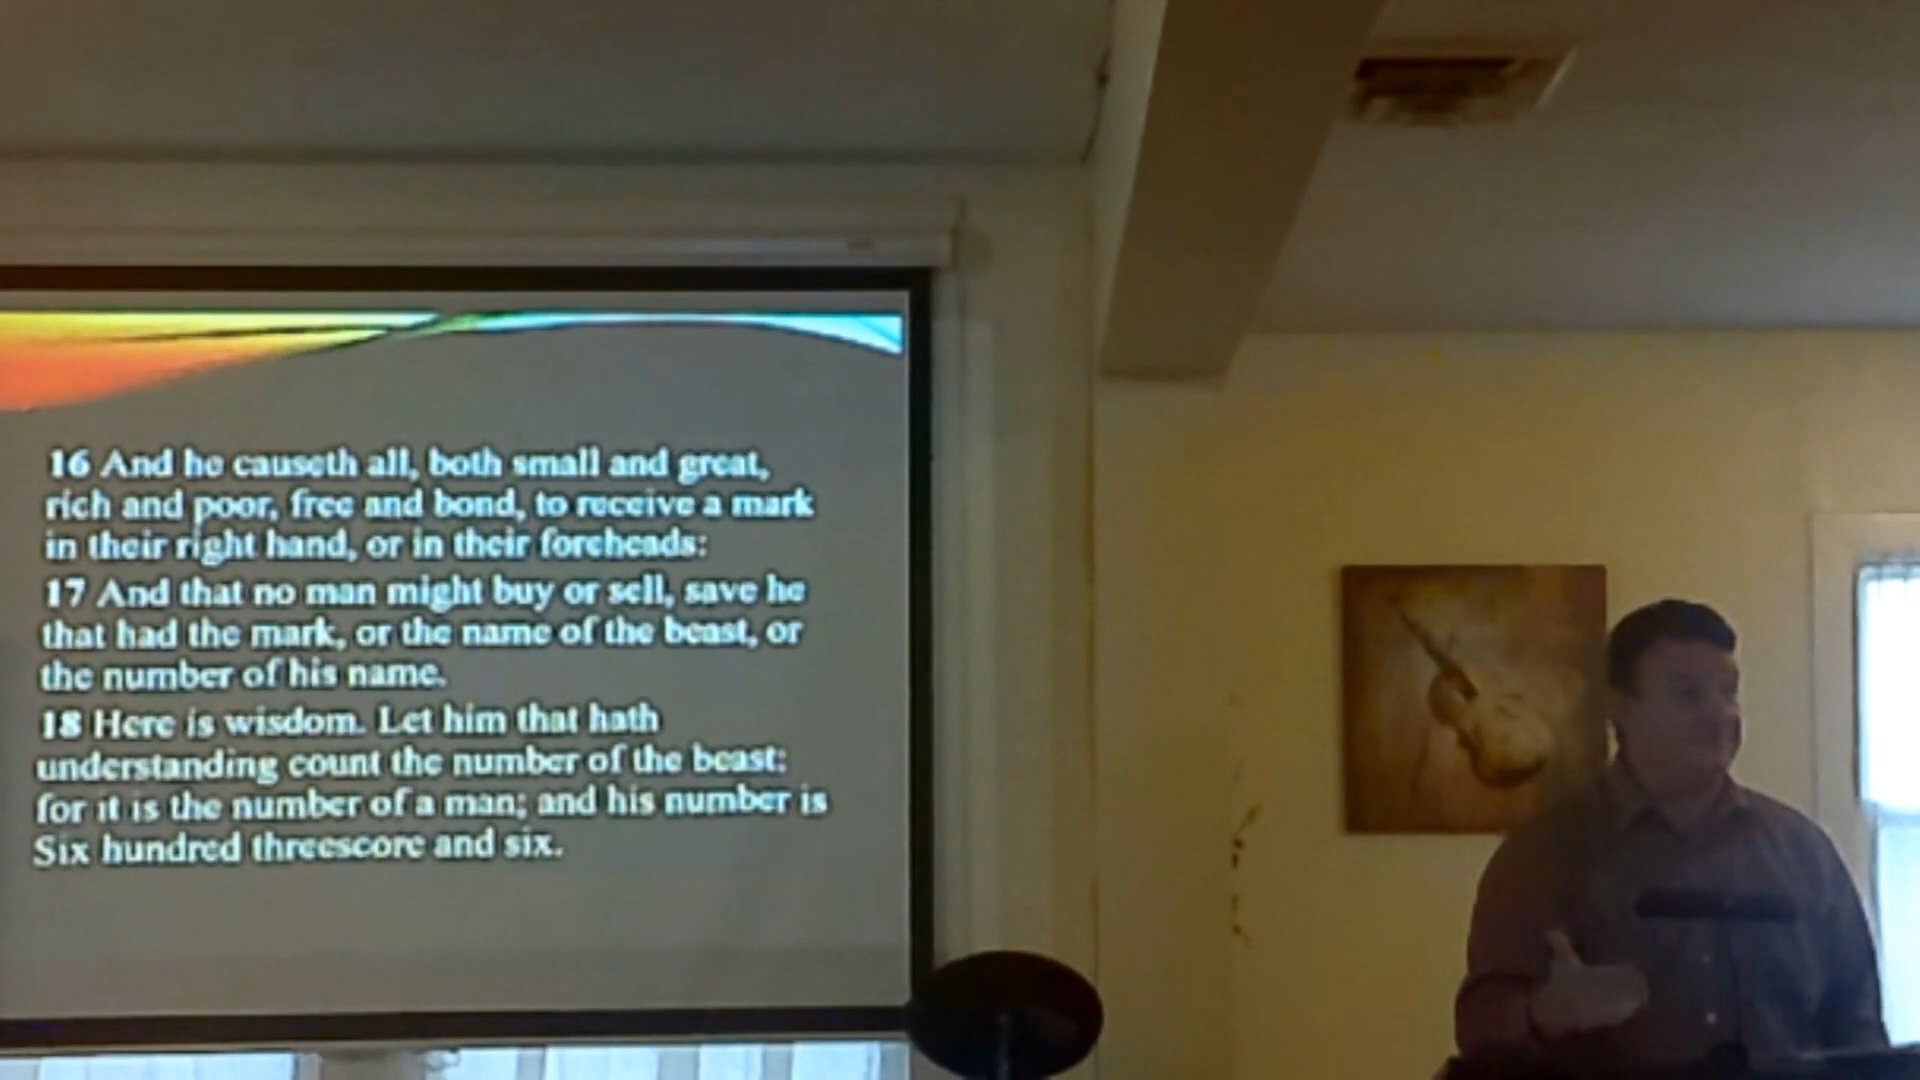 16 And he causeth all, both small and great,
rich and poor, free and bond, to receive a mark
in their right hand, or in their foreheads:
17 And that no man might buy or sell, save he
that had the mark, or the name of the beast, or
the number of his name.
18 Here is wisdom. Let him that hath
understanding count the number of the beast:
for it is the number of a man; and his number is
Six hundred threescore and six.